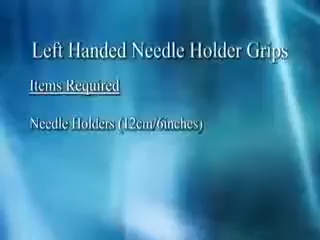 Left Handed Needle Holder Grips
Items Required
Needle Holders (12cm/6inches)